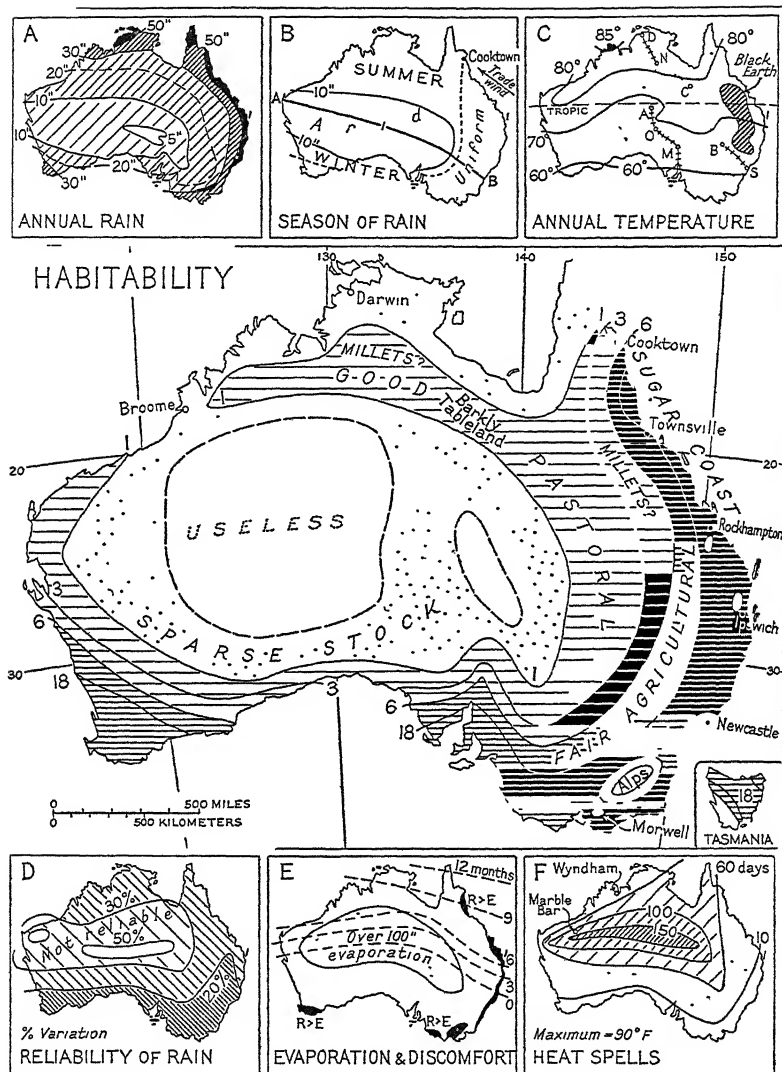 A
50"
50"
30"
20"
10"
5"
10"
20"
30"
ANNUAL RAIN
B
Cooktown
SUMMER
Trade wind
A
10"
d
A r i
10"
Uniform
WINTER
B
SEASON OF RAIN
C
85°
TD
80°
80°
N
Black Earth
C°
TROPIC
A
O
70°
M
B
60°
60°
S
ANNUAL TEMPERATURE
HABITABILITY
130
140
150
Darwin
1 3 6
MILLETS?
Cooktown
GOOD
SUGAR COAST
Broome
Barkly Tableland
1
Townsville
MILLETS?
20
20
PASTORAL
USELESS
Rockhampton
3
6
SPARSE STOCK
AGRICULTURAL
30
18
1
30
3
6
18
FAIR
Newcastle
Alps
18
0 500 MILES
0 500 KILOMETERS
Morwell
TASMANIA
D
30%
Not reliable
50%
20%
% Variation
RELIABILITY OF RAIN
E
12 months
R>E
9
Over 100"
evaporation
6
3
0
R>E
R>E
EVAPORATION & DISCOMFORT
F
Wyndham
60 days
Marble
Bar
100
150
10
Maximum = 90° F
HEAT SPELLS